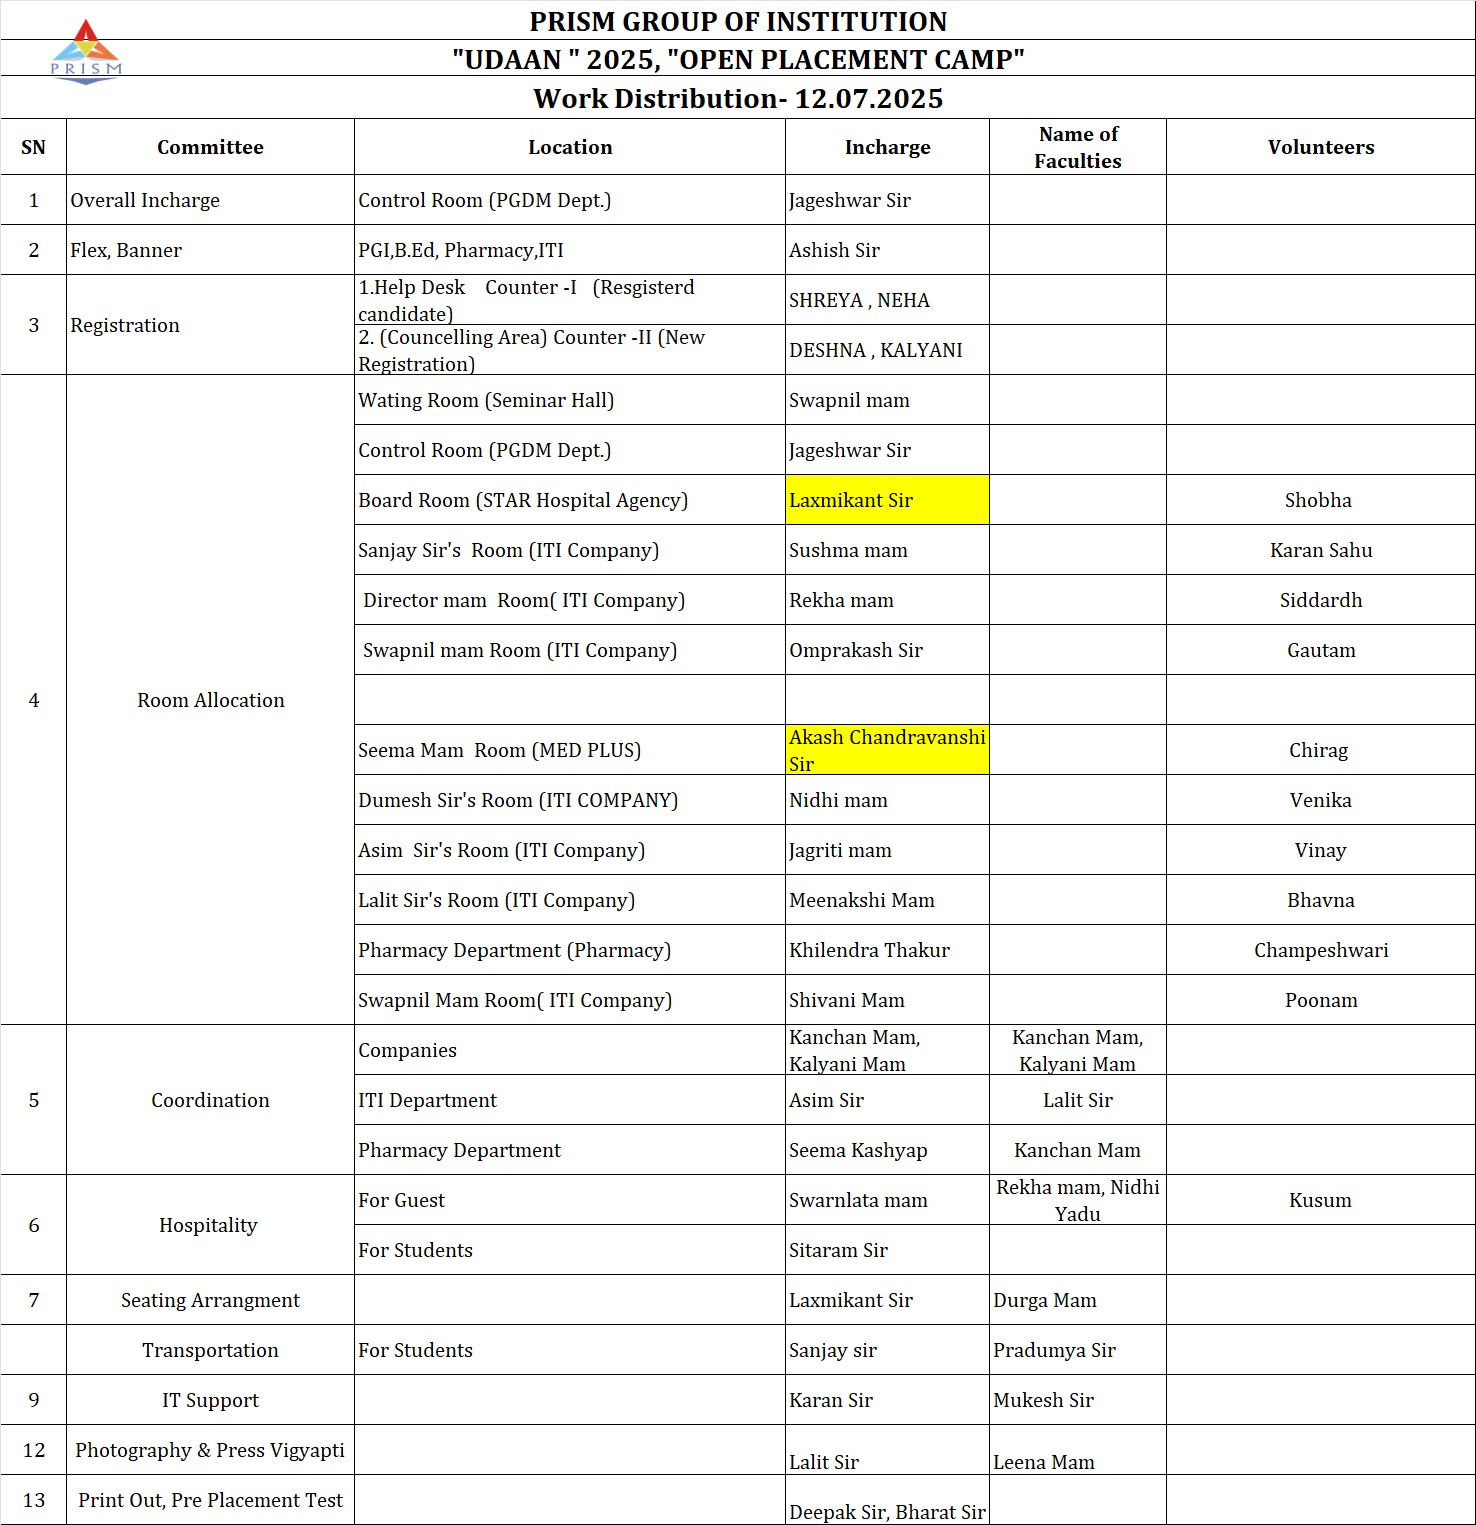 PRISM
PRISM GROUP OF INSTITUTION
"UDAAN " 2025, "OPEN PLACEMENT CAMP"
Work Distribution- 12.07.2025
SN Committee Location Incharge Name of Faculties Volunteers
1 Overall Incharge Control Room (PGDM Dept.) Jageshwar Sir
2 Flex, Banner PGI,B.Ed, Pharmacy,ITI Ashish Sir
3 Registration 1.Help Desk Counter -I (Resgisterd candidate) SHREYA , NEHA
2. (Councelling Area) Counter -II (New Registration) DESHNA , KALYANI
4 Room Allocation Wating Room (Seminar Hall) Swapnil mam
Control Room (PGDM Dept.) Jageshwar Sir
Board Room (STAR Hospital Agency) Laxmikant Sir Shobha
Sanjay Sir's Room (ITI Company) Sushma mam Karan Sahu
Director mam Room( ITI Company) Rekha mam Siddardh
Swapnil mam Room (ITI Company) Omprakash Sir Gautam
Seema Mam Room (MED PLUS) Akash Chandravanshi Sir Chirag
Dumesh Sir's Room (ITI COMPANY) Nidhi mam Venika
Asim Sir's Room (ITI Company) Jagriti mam Vinay
Lalit Sir's Room (ITI Company) Meenakshi Mam Bhavna
Pharmacy Department (Pharmacy) Khilendra Thakur Champeshwari
Swapnil Mam Room( ITI Company) Shivani Mam Poonam
5 Coordination Companies Kanchan Mam, Kalyani Mam Kanchan Mam, Kalyani Mam
ITI Department Asim Sir Lalit Sir
Pharmacy Department Seema Kashyap Kanchan Mam
6 Hospitality For Guest Swarnlata mam Rekha mam, Nidhi Yadu Kusum
For Students Sitaram Sir
7 Seating Arrangment Laxmikant Sir Durga Mam
Transportation For Students Sanjay sir Pradumya Sir
9 IT Support Karan Sir Mukesh Sir
12 Photography & Press Vigyapti Lalit Sir Leena Mam
13 Print Out, Pre Placement Test Deepak Sir, Bharat Sir